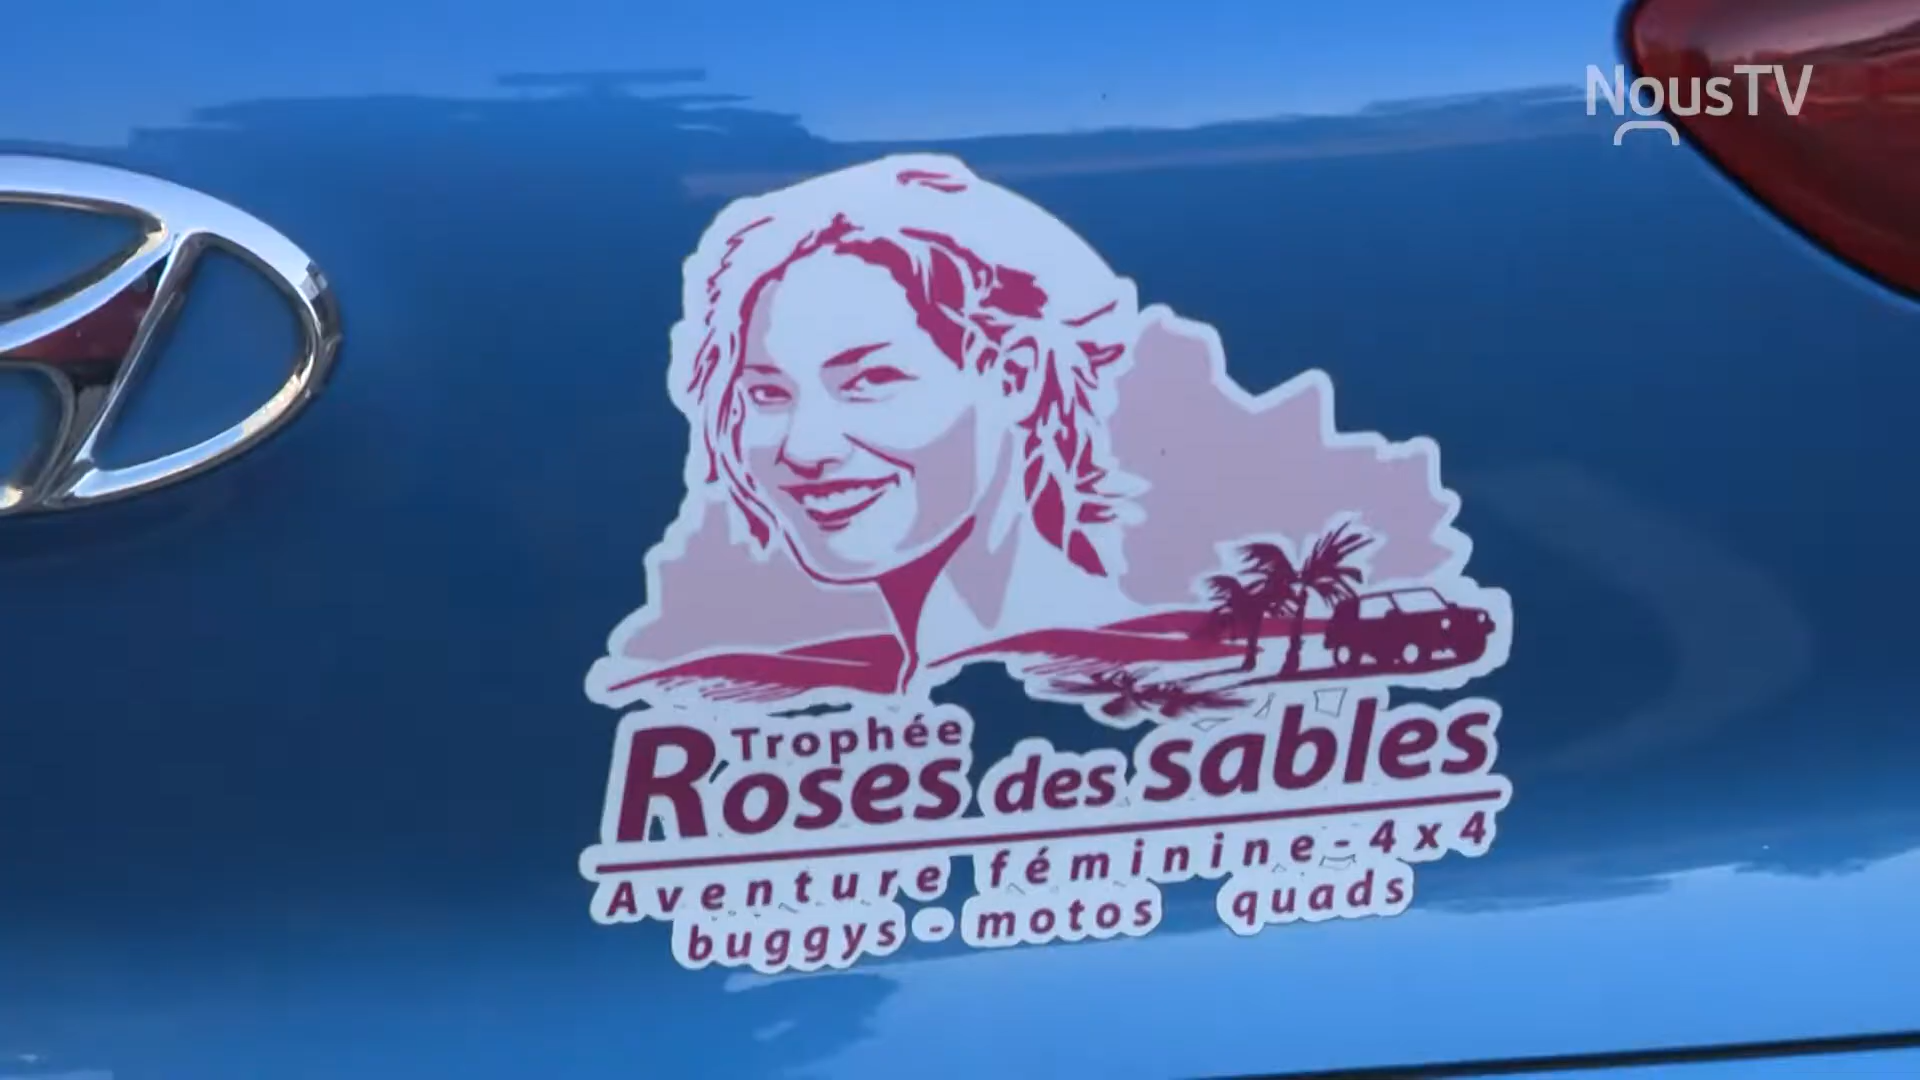 NousTV
Trophée
Roses des sables
Aventure féminine - 4x4
buggys - motos quads